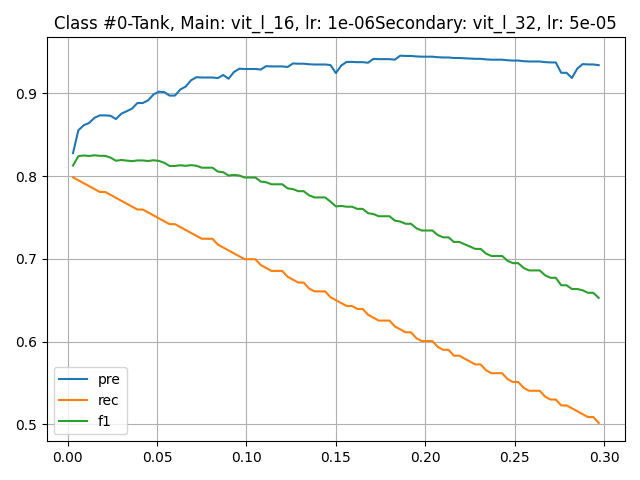 Class #0-Tank, Main: vit_l_16, lr: 1e-06Secondary: vit_l_32, lr: 5e-05
0.9
0.8
0.7
0.6
0.5
pre
rec
f1
0.00 0.05 0.10 0.15 0.20 0.25 0.30